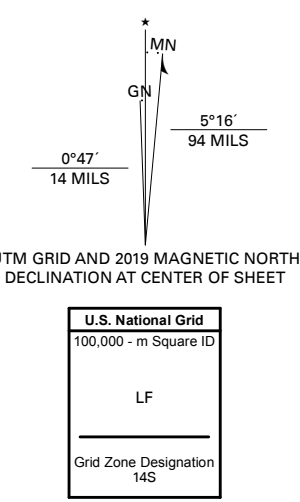 ★
MN
GN
5°16´
94 MILS
0°47´
14 MILS
UTM GRID AND 2019 MAGNETIC NORTH
DECLINATION AT CENTER OF SHEET
U.S. National Grid
100,000 - m Square ID
LF
Grid Zone Designation
14S